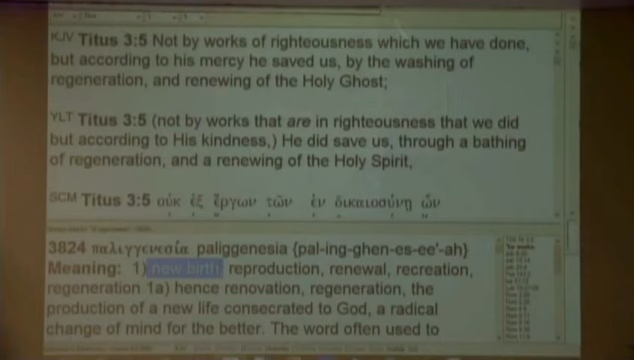 KJV Titus 3:5 Not by works of righteousness which we have done,
but according to his mercy he saved us, by the washing of
regeneration, and renewing of the Holy Ghost;
YLT Titus 3:5 (not by works that are in righteousness that we did
but according to His kindness,) He did save us, through a bathing
of regeneration, and a renewing of the Holy Spirit,
SCM Titus 3:5 οὐκ ἐξ ἔργων τῶν ἐν δικαιοσύνῃ ὧν
3824 παλιγγενεσία paliggenesia {pal-ing-ghen-es-ee'-ah}
Meaning: 1) new birth reproduction, renewal, recreation,
regeneration 1a) hence renovation, regeneration, the
production of a new life consecrated to God, a radical
change of mind for the better. The word often used to